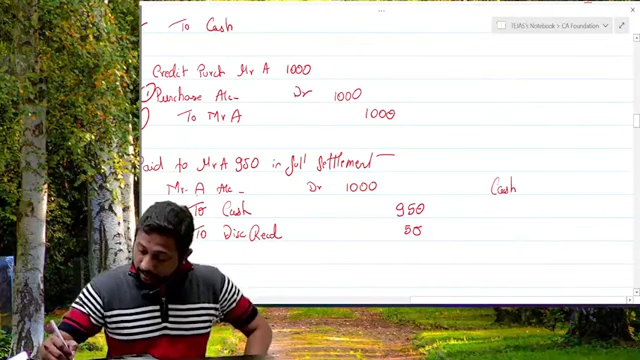 To Cash
TEJAS's Notebook > CA Foundation
Credit Purch Mr A 1000
Purchase A/c Dr 1000
To Mr A 1000
Paid to Mr A 950 in full settlement
Mr. A A/c Dr 1000 Cash
To Cash 950
To Disc Recd 50